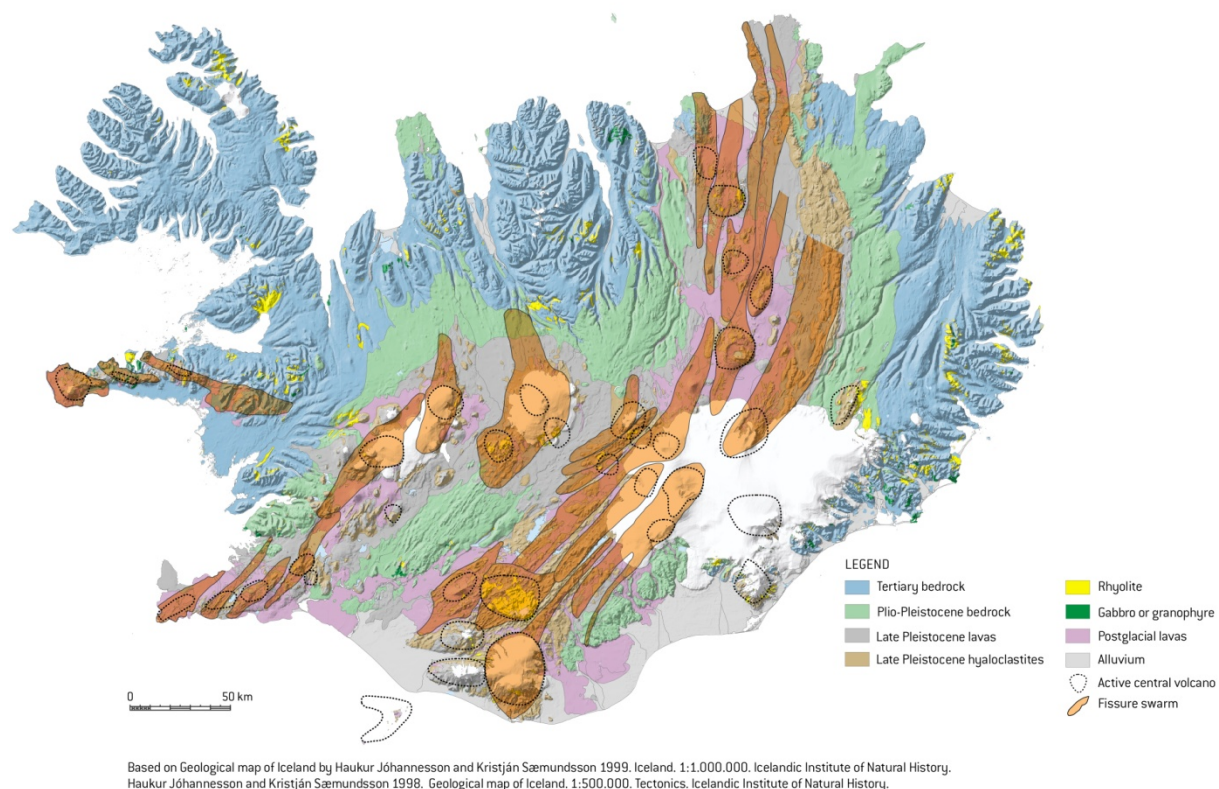 LEGEND
Tertiary bedrock
Plio-Pleistocene bedrock
Late Pleistocene lavas
Late Pleistocene hyaloclastites
Rhyolite
Gabbro or granophyre
Postglacial lavas
Alluvium
Active central volcano
Fissure swarm
0 50 km
Based on Geological map of Iceland by Haukur Jóhannesson and Kristján Sæmundsson 1999. Iceland. 1:1.000.000. Icelandic Institute of Natural History.
Haukur Jóhannesson and Kristján Sæmundsson 1998. Geological map of Iceland. 1:500.000. Tectonics. Icelandic Institute of Natural History.